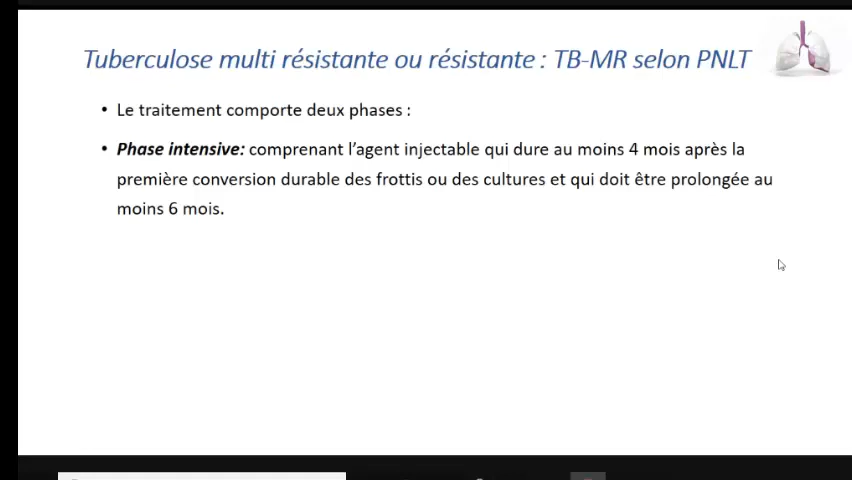 Tuberculose multi résistante ou résistante : TB-MR selon PNLT
• Le traitement comporte deux phases :
• Phase intensive: comprenant l'agent injectable qui dure au moins 4 mois après la
première conversion durable des frottis ou des cultures et qui doit être prolongée au
moins 6 mois.